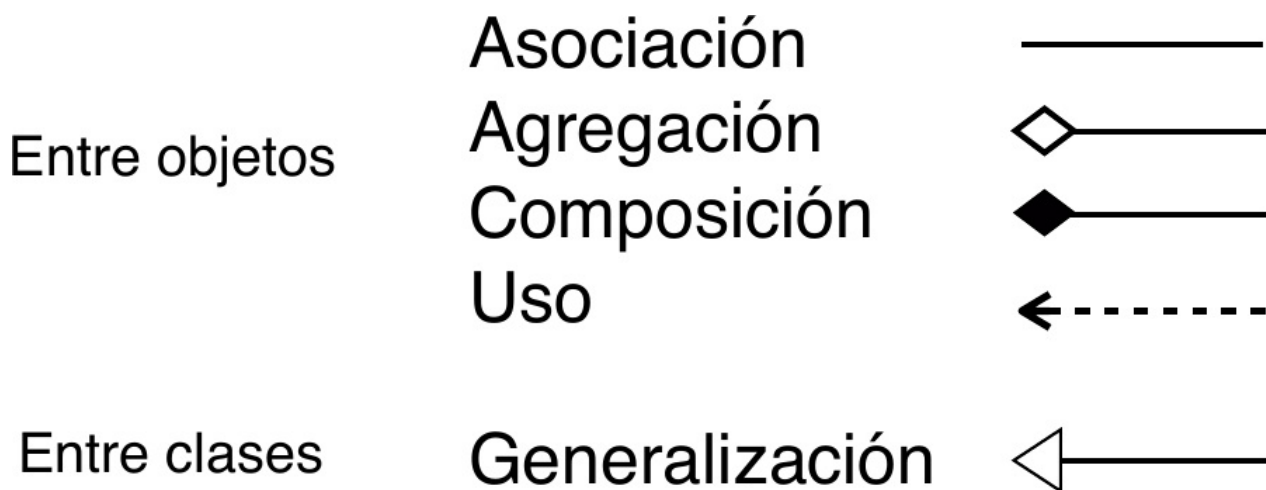 Asociación
Agregación
Entre objetos
Composición
Uso
Entre clases
Generalización